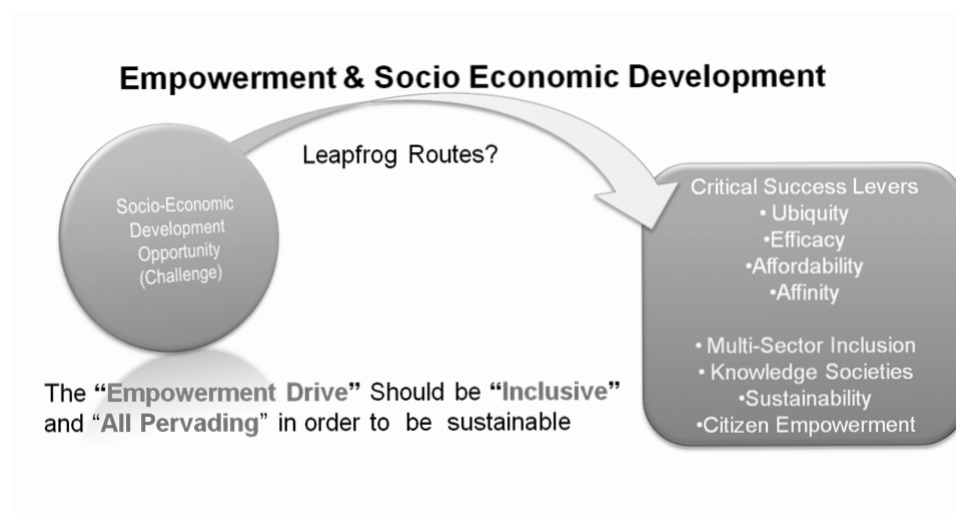 Empowerment & Socio Economic Development
Leapfrog Routes?
Socio-Economic
Development
Opportunity
(Challenge)
Critical Success Levers
• Ubiquity
•Efficacy
•Affordability
•Affinity
• Multi-Sector Inclusion
• Knowledge Societies
•Sustainability
•Citizen Empowerment
The “Empowerment Drive” Should be “Inclusive”
and “All Pervading” in order to be sustainable